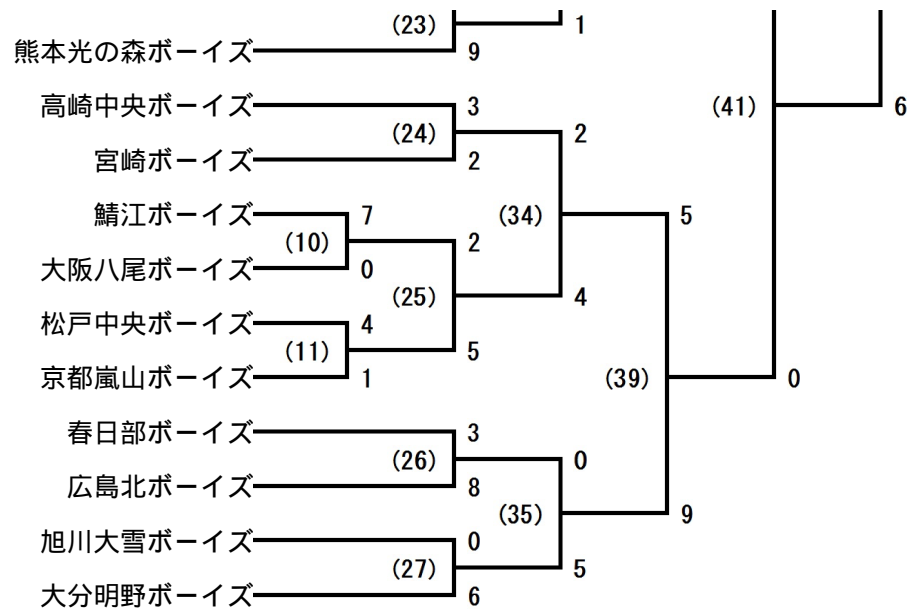 (23) 1
熊本光の森ボーイズ 9
高崎中央ボーイズ 3 (41) 6
(24) 2
宮崎ボーイズ 2
鯖江ボーイズ 7 (34) 5
(10) 2
大阪八尾ボーイズ 0
(25) 4
松戸中央ボーイズ 4
(11) 5
京都嵐山ボーイズ 1 (39) 0
春日部ボーイズ 3
(26) 0
広島北ボーイズ 8
(35) 9
旭川大雪ボーイズ 0
(27) 5
大分明野ボーイズ 6